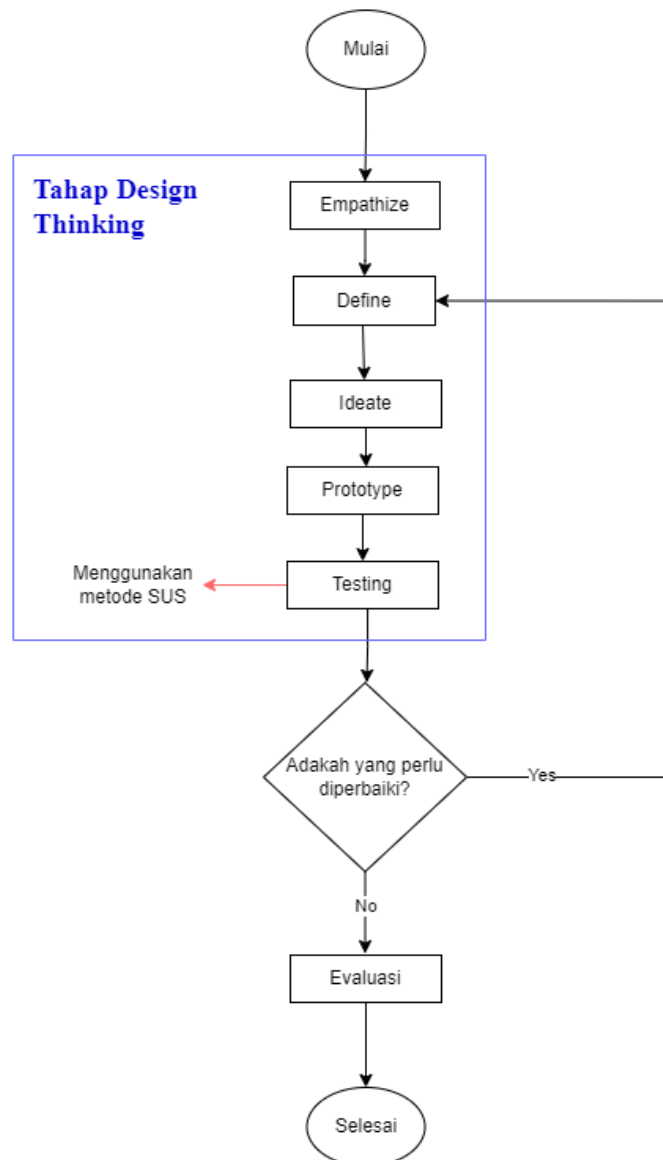 Mulai
Tahap Design
Thinking
Empathize
Define
Ideate
Prototype
Testing
Menggunakan
metode SUS
Adakah yang perlu
diperbaiki?
Yes
No
Evaluasi
Selesai